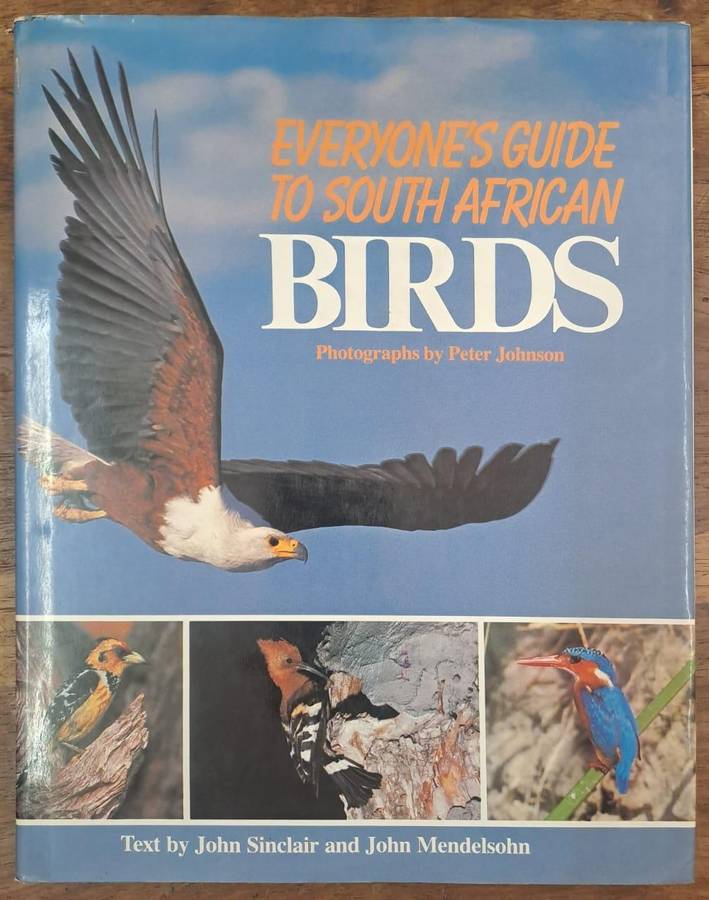 EVERYONE'S GUIDE
TO SOUTH AFRICAN
BIRDS
Photographs by Peter Johnson
Text by John Sinclair and John Mendelsohn